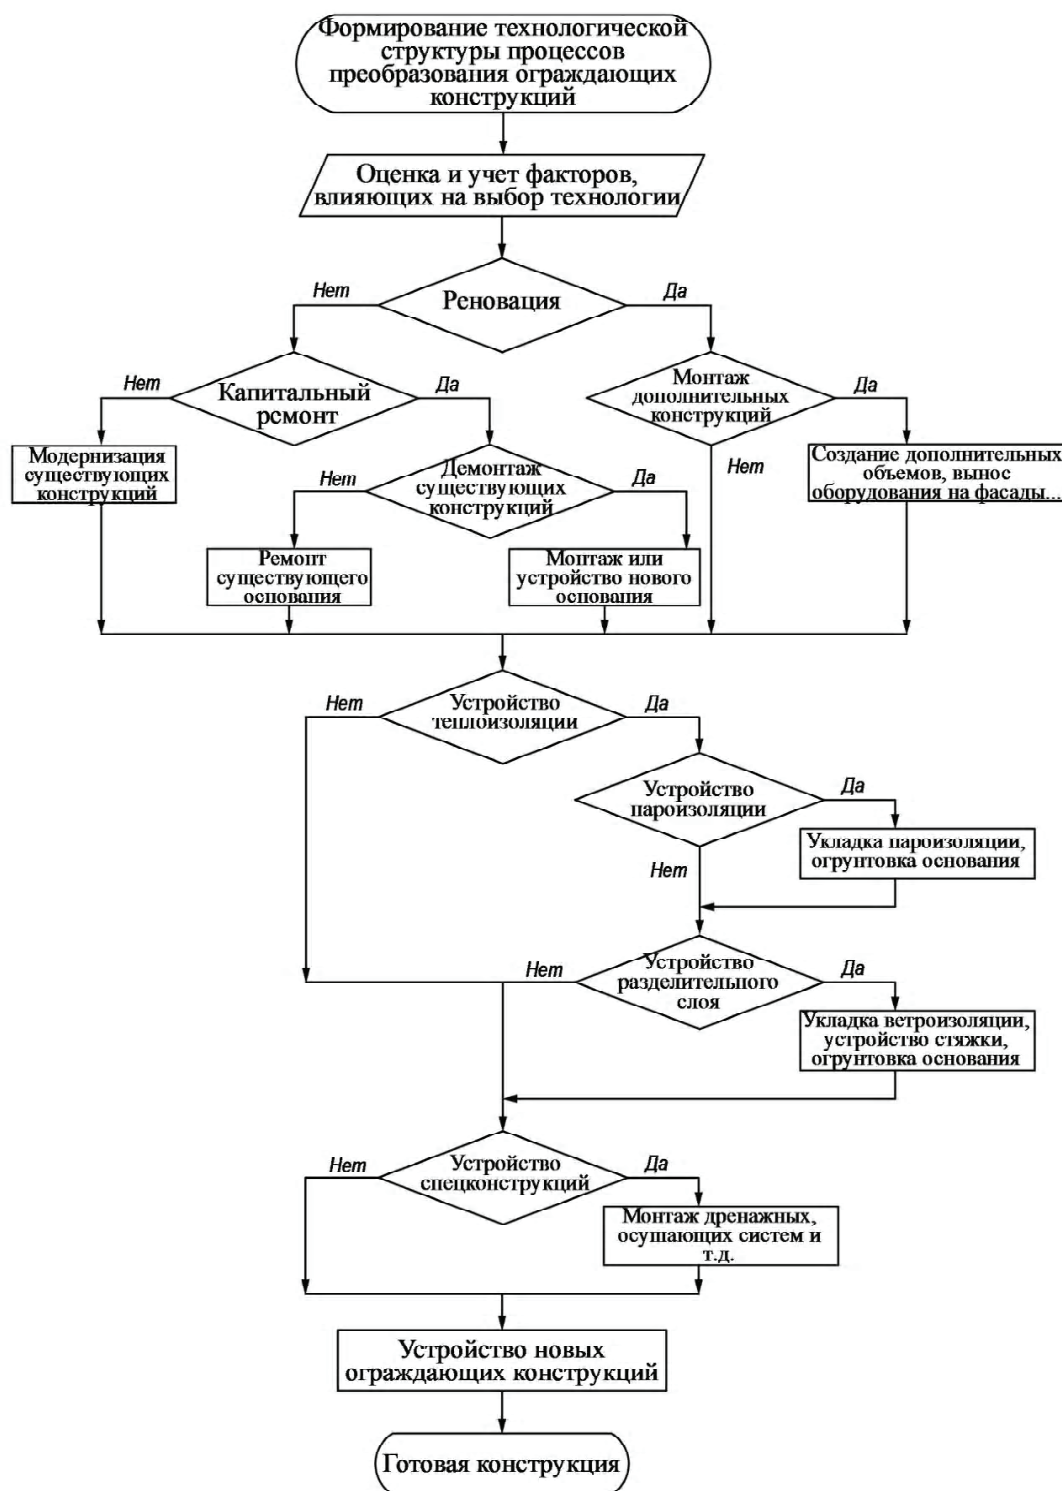 Формирование технологической
структуры процессов
преобразования ограждающих
конструкций
Оценка и учет факторов,
влияющих на выбор технологии
Нет
Реновация
Да
Нет
Капитальный
ремонт
Да
Монтаж
дополнительных
конструкций
Да
Модернизация
существующих
конструкций
Нет
Демонтаж
существующих
конструкций
Да
Нет
Создание дополнительных
объемов, вынос
оборудования на фасады...
Ремонт
существующего
основания
Монтаж или
устройство нового
основания
Нет
Устройство
теплоизоляции
Да
Устройство
пароизоляции
Да
Нет
Укладка пароизоляции,
огрунтовка основания
Нет
Устройство
разделительного
слоя
Да
Укладка ветроизоляции,
устройство стяжки,
огрунтовка основания
Нет
Устройство
спецконструкций
Да
Монтаж дренажных,
осушающих систем и
т.д.
Устройство новых
ограждающих конструкций
Готовая конструкция